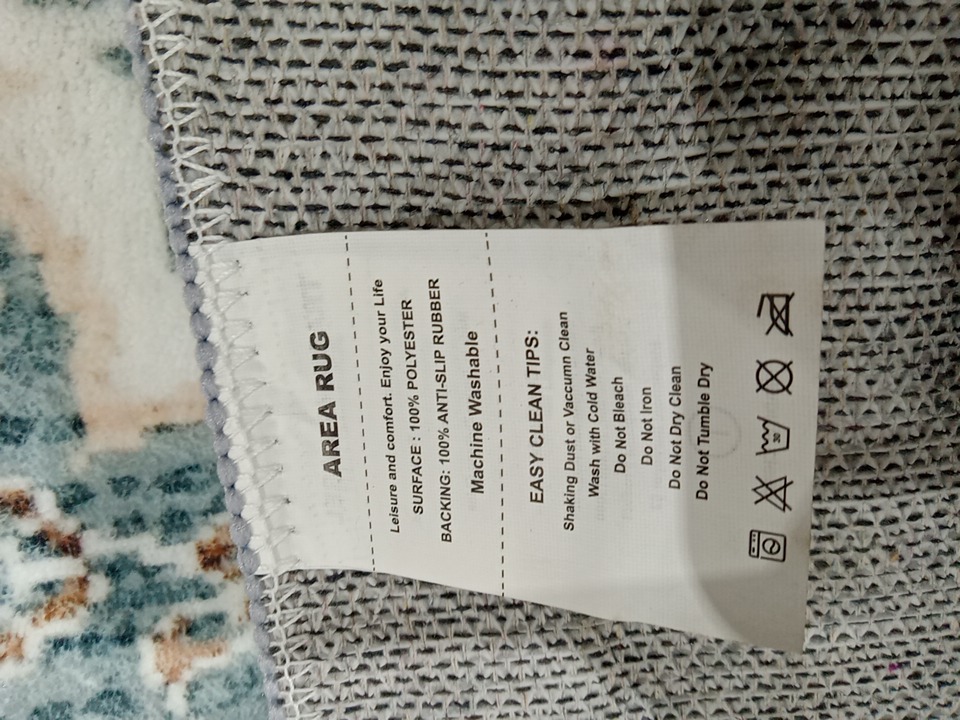 AREA RUG
Leisure and comfort. Enjoy your Life
SURFACE : 100% POLYESTER
BACKING: 100% ANTI-SLIP RUBBER
Machine Washable
EASY CLEAN TIPS:
Shaking Dust or Vaccumn Clean
Wash with Cold Water
Do Not Bleach
Do Not Iron
Do Not Dry Clean
Do Not Tumble Dry
30